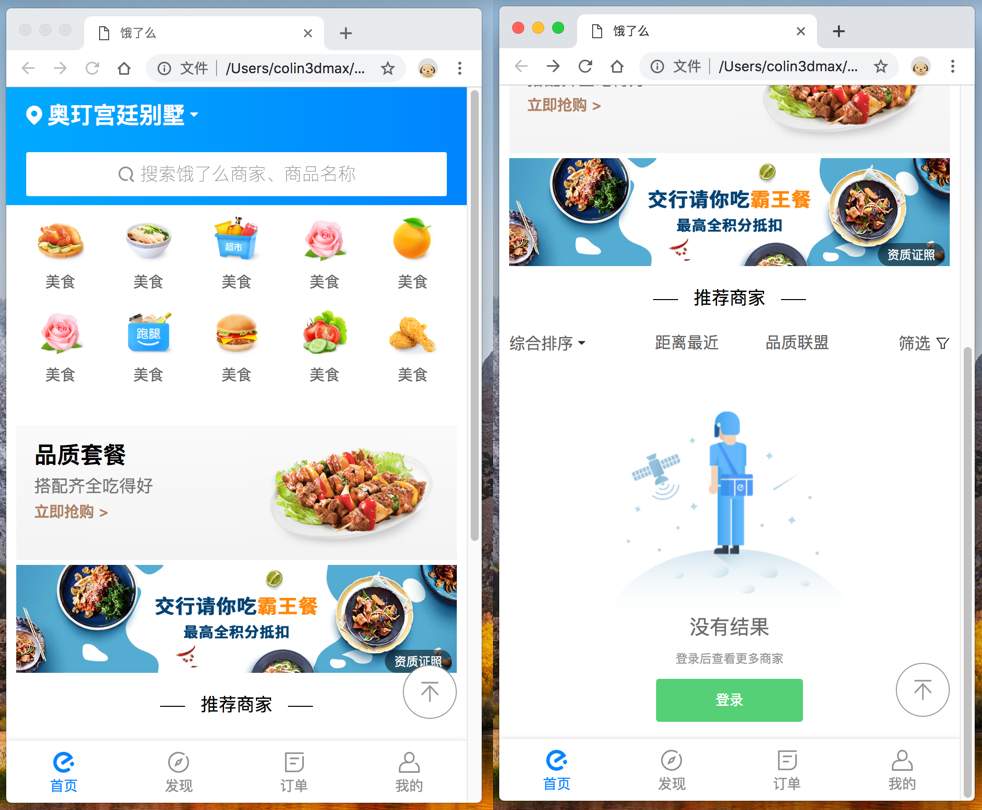 饿了么
文件
/Users/colin3dmax/...
奥玎宫廷别墅
搜索饿了么商家、商品名称
超市
美食 美食 美食 美食 美食
跑腿
美食 美食 美食 美食 美食
品质套餐
搭配齐全吃得好
立即抢购 >
交行请你吃霸王餐
最高全积分抵扣
资质证照
推荐商家
首页 发现 订单 我的
饿了么
文件
/Users/colin3dmax/...
搭配齐全吃得好
立即抢购 >
交行请你吃霸王餐
最高全积分抵扣
资质证照
推荐商家
综合排序 距离最近 品质联盟 筛选
没有结果
登录后查看更多商家
登录
首页 发现 订单 我的